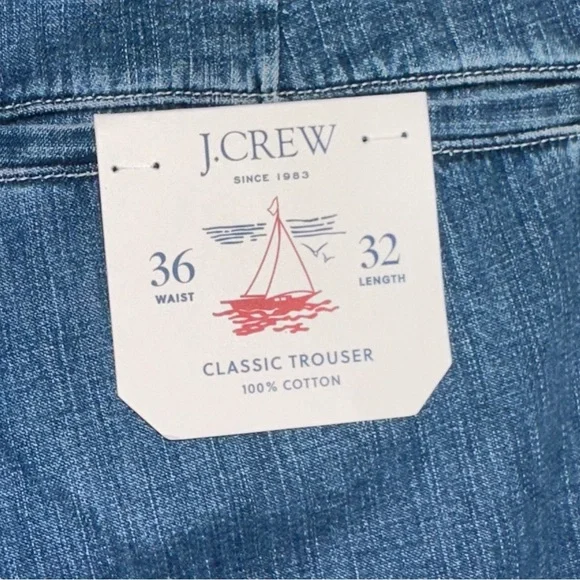 J.CREW
SINCE 1983
36
WAIST
32
LENGTH
CLASSIC TROUSER
100% COTTON